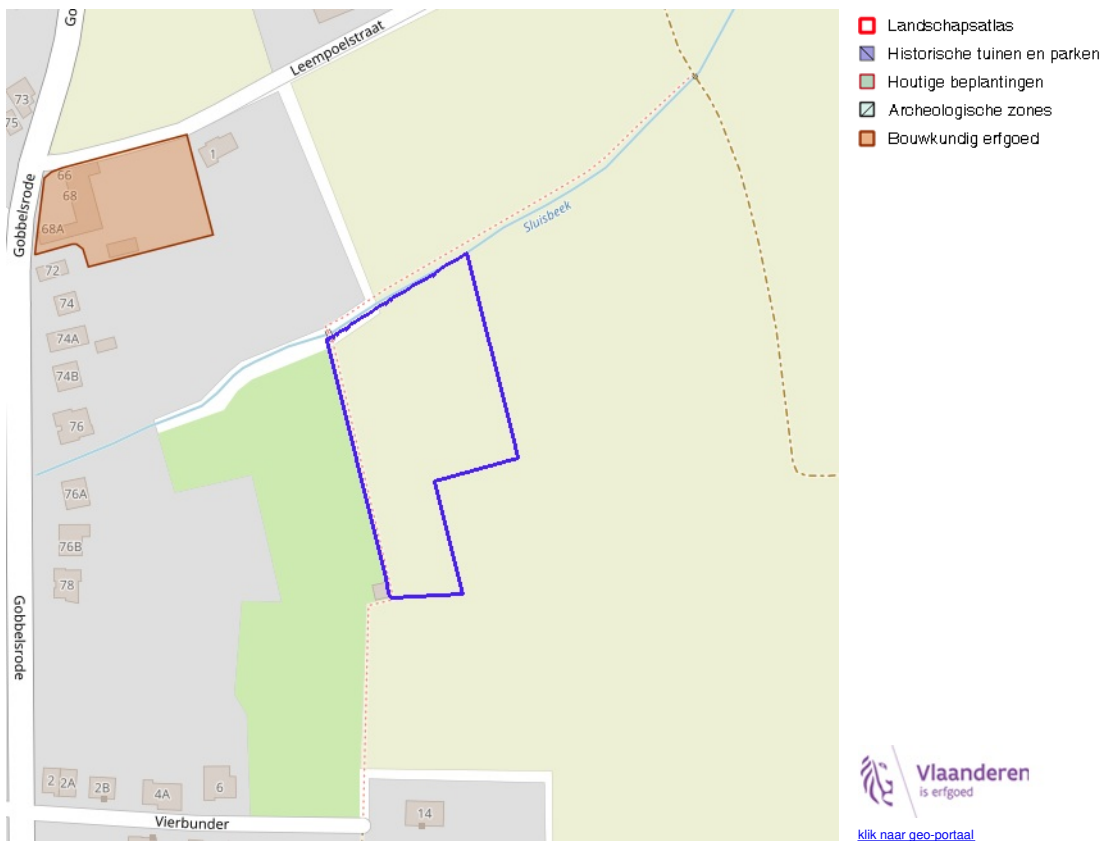 Go
Leempoelstraat
73
75
1
66
68
68A
Gobbelsrode
72
74
74A
74B
76
Sluisbeek
76A
76B
78
Gobbelsrode
2
2A
2B
4A
6
14
Vierbunder
Landschapsatlas
Historische tuinen en parken
Houtige beplantingen
Archeologische zones
Bouwkundig erfgoed
Vlaanderen
is erfgoed
klik naar geo-portaal